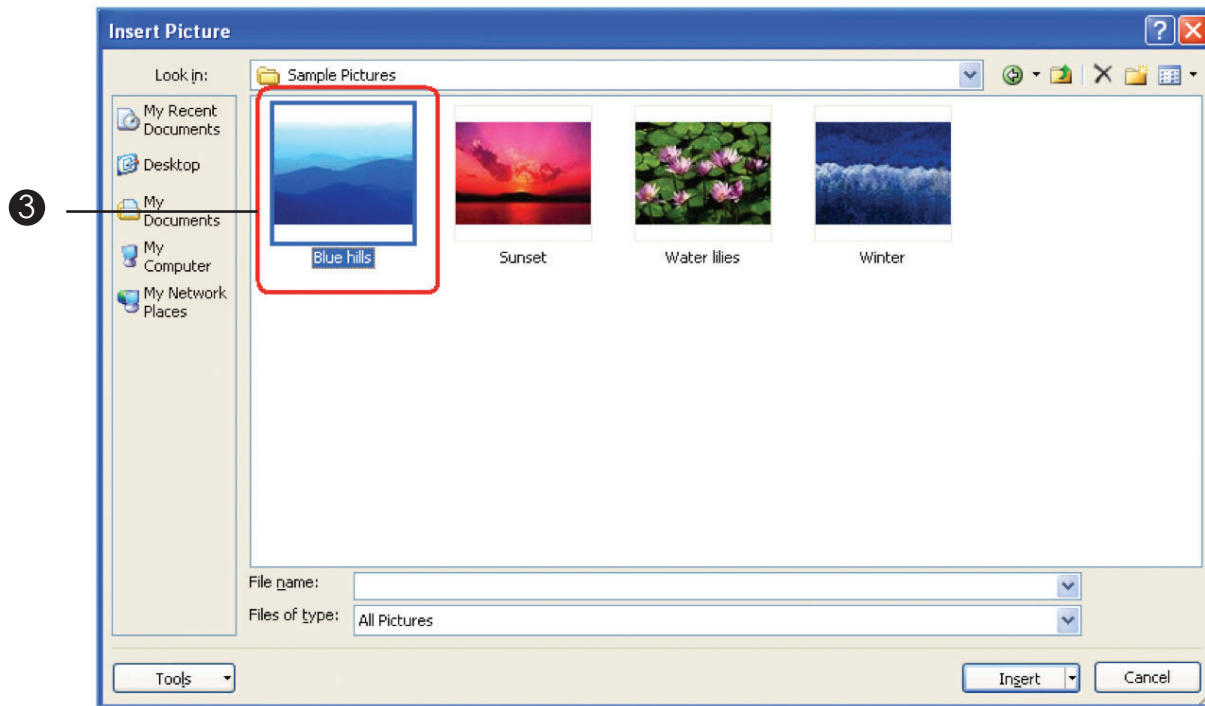 Insert Picture
Look in:
Sample Pictures
My Recent
Documents
Desktop
My
Documents
My
Computer
My Network
Places
3
Blue hills
Sunset
Water lilies
Winter
File name:
Files of type:
All Pictures
Tools
Insert
Cancel